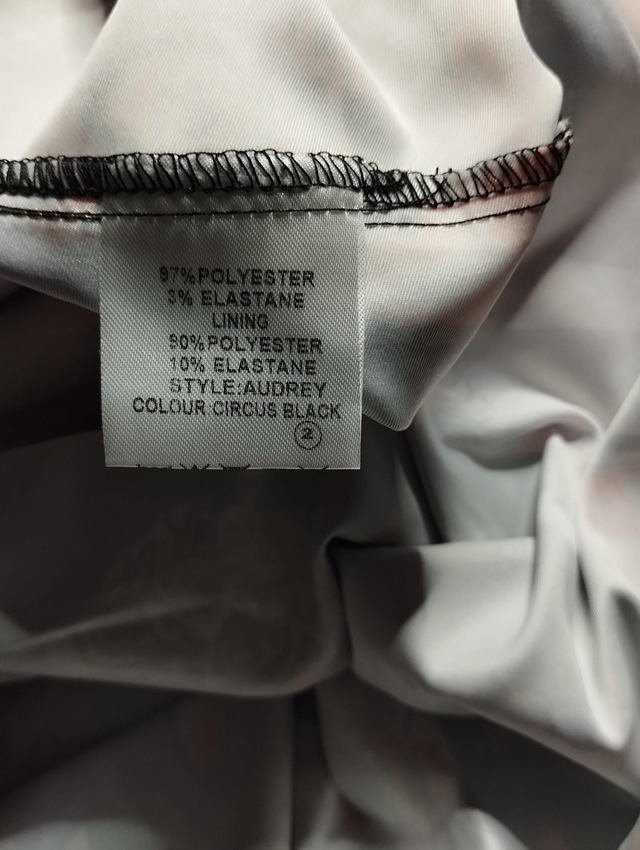 97%POLYESTER
3% ELASTANE
LINING
90%POLYESTER
10% ELASTANE
STYLE:AUDREY
COLOUR:CIRCUS BLACK
2